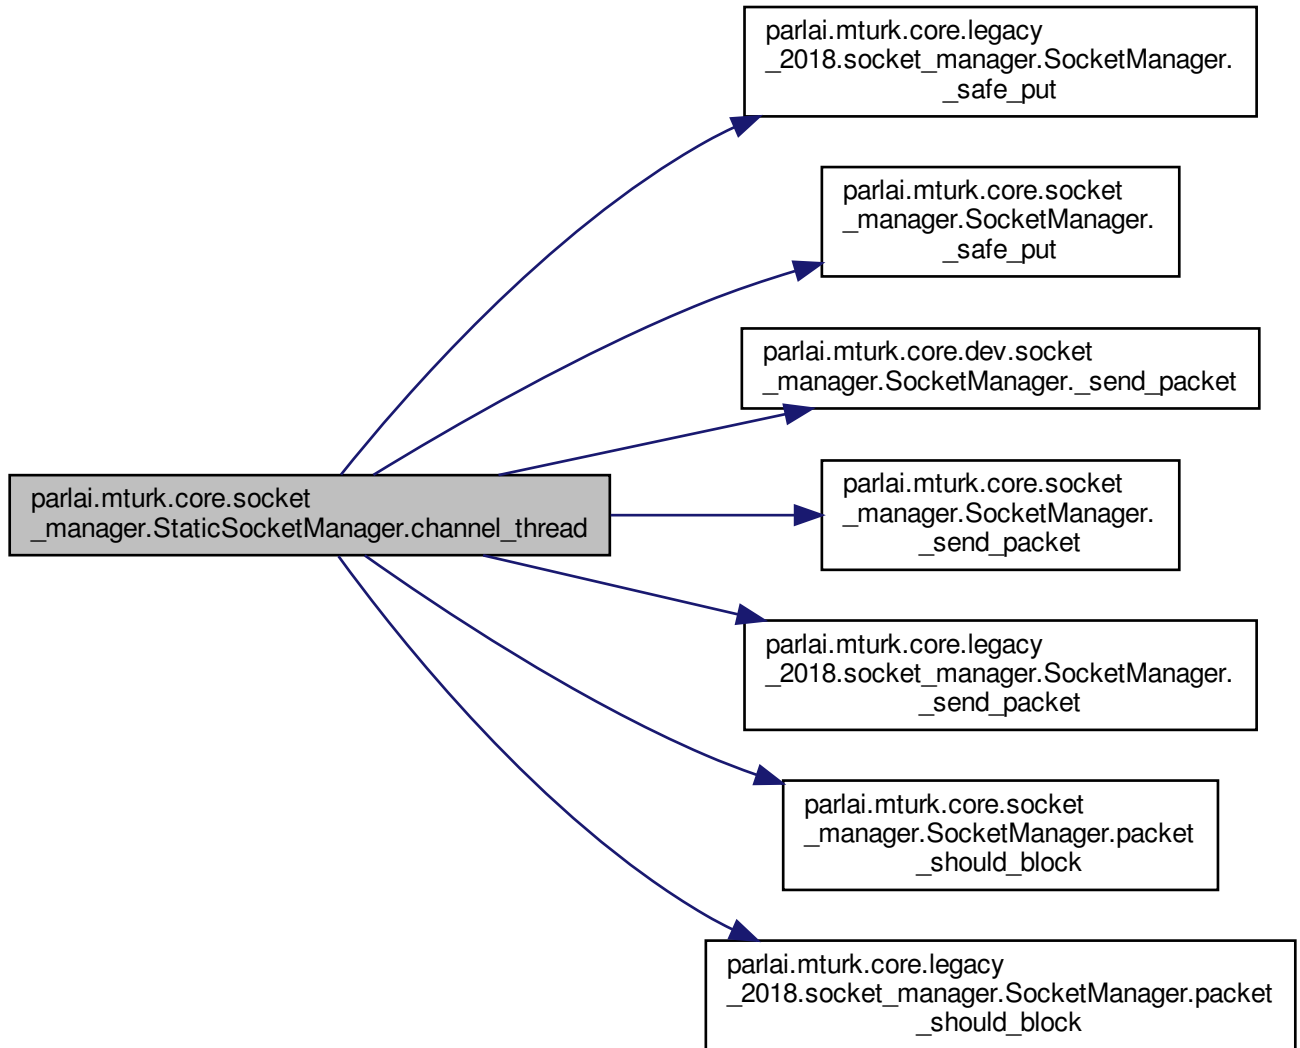 parlai.mturk.core.legacy
_2018.socket_manager.SocketManager.
_safe_put
parlai.mturk.core.socket
_manager.SocketManager.
_safe_put
parlai.mturk.core.dev.socket
_manager.SocketManager._send_packet
parlai.mturk.core.socket
_manager.StaticSocketManager.channel_thread
parlai.mturk.core.socket
_manager.SocketManager.
_send_packet
parlai.mturk.core.legacy
_2018.socket_manager.SocketManager.
_send_packet
parlai.mturk.core.socket
_manager.SocketManager.packet
_should_block
parlai.mturk.core.legacy
_2018.socket_manager.SocketManager.packet
_should_block